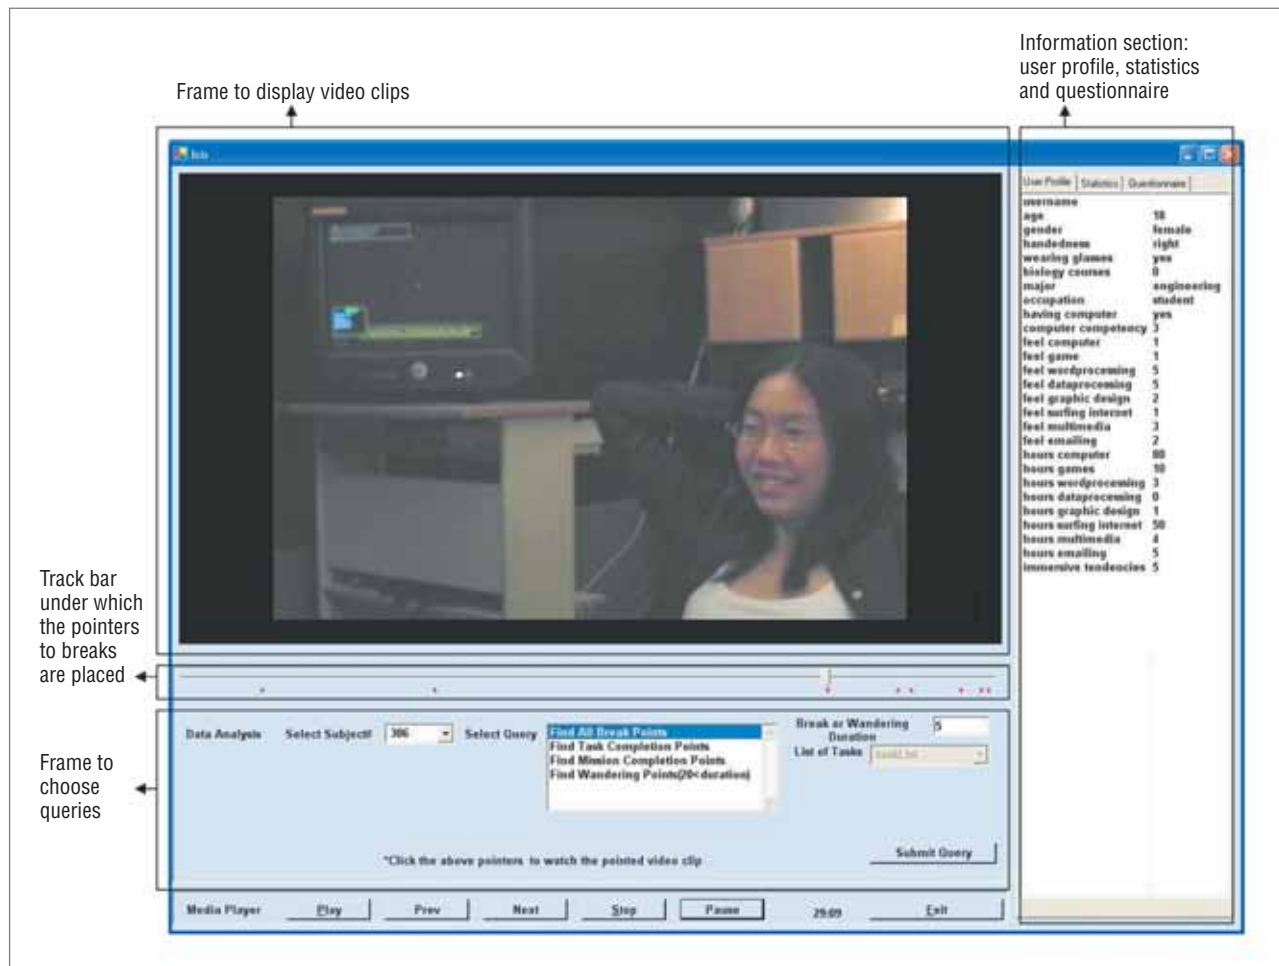 Information section:
user profile, statistics
and questionnaire
Frame to display video clips
User Profile Statistics Questionnaire
username
age 18
gender female
handedness right
wearing glasses yes
biology courses 0
major engineering
occupation student
having computer yes
computer competency 3
feel computer 1
feel game 1
feel wordprocessing 5
feel dataprocessing 5
feel graphic design 2
feel surfing internet 1
feel multimedia 3
feel emailing 2
hours computer 80
hours games 10
hours wordprocessing 3
hours dataprocessing 0
hours graphic design 1
hours surfing internet 50
hours multimedia 4
hours emailing 5
immersive tendencies 5
Track bar
under which
the pointers
to breaks
are placed
Frame to
choose
queries
Data Analysis Select Subject# 306 Select Query
Find All Break Points
Find Task Completion Points
Find Mission Completion Points
Find Wandering Points(20<duration)
Break or Wandering
Duration
5
List of Tasks
Submit Query
*Click the above pointers to watch the pointed video clip
Media Player Play Prev Next Stop Pause 29:09 Exit